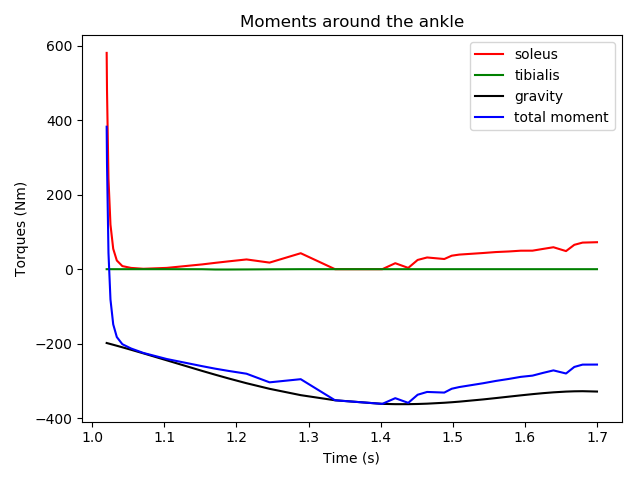 Moments around the ankle
soleus
tibialis
gravity
total moment
Torques (Nm)
600
400
200
0
−200
−400
1.0 1.1 1.2 1.3 1.4 1.5 1.6 1.7
Time (s)